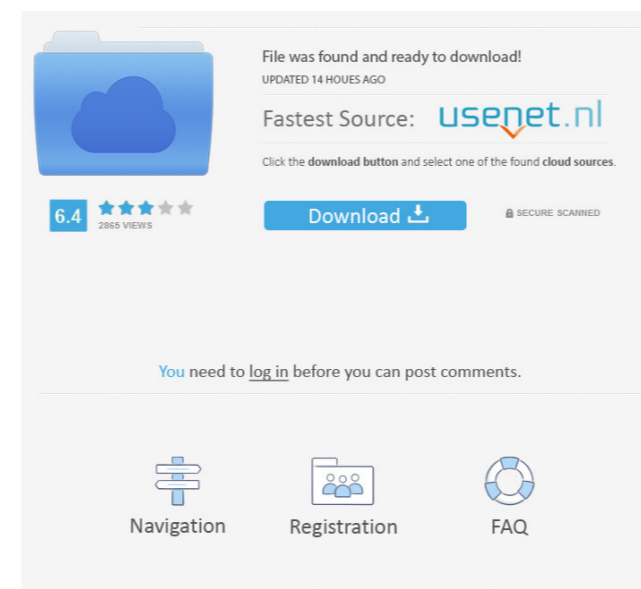 File was found and ready to download!
UPDATED 14 HOUES AGO
Fastest Source: usenet.nl
Click the download button and select one of the found cloud sources.
6.4
2865 VIEWS
Download
SECURE SCANNED
You need to log in before you can post comments.
Navigation
Registration
FAQ